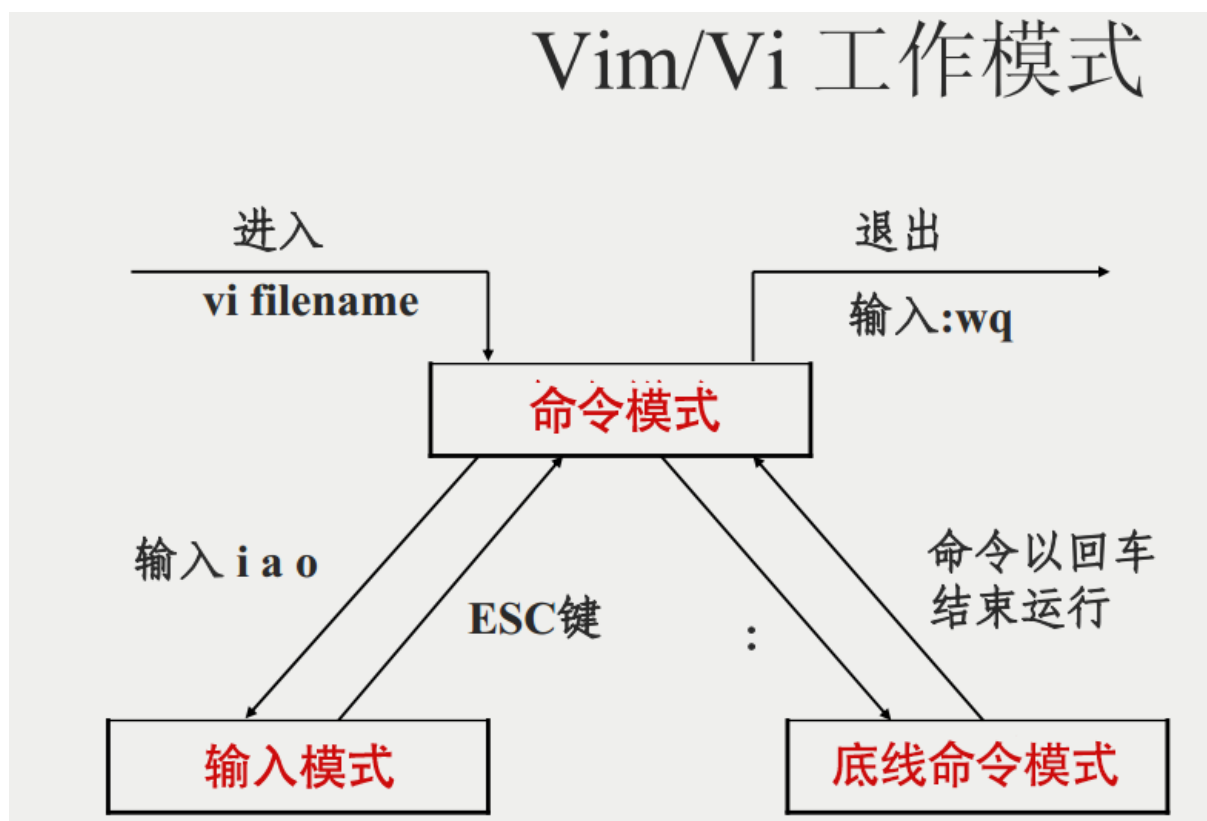 Vim/Vi 工作模式
进入
退出
vi filename
输入:wq
命令模式
输入 i a o
命令以回车
结束运行
ESC键
:
输入模式
底线命令模式